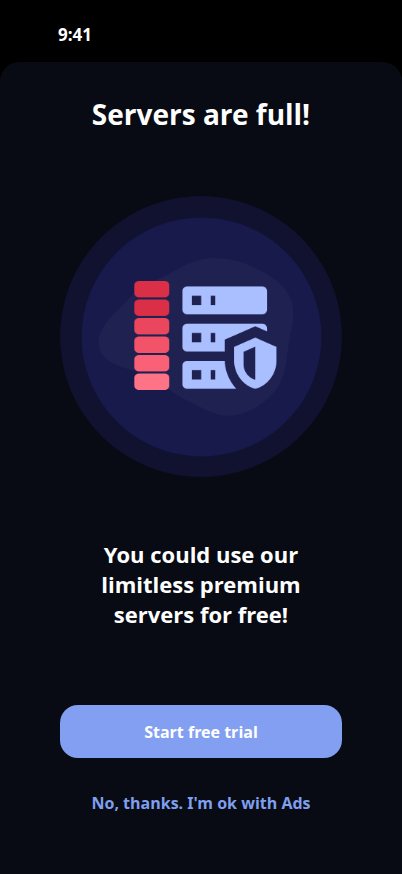 9:41
Servers are full!
You could use our
limitless premium
servers for free!
Start free trial
No, thanks. I'm ok with Ads